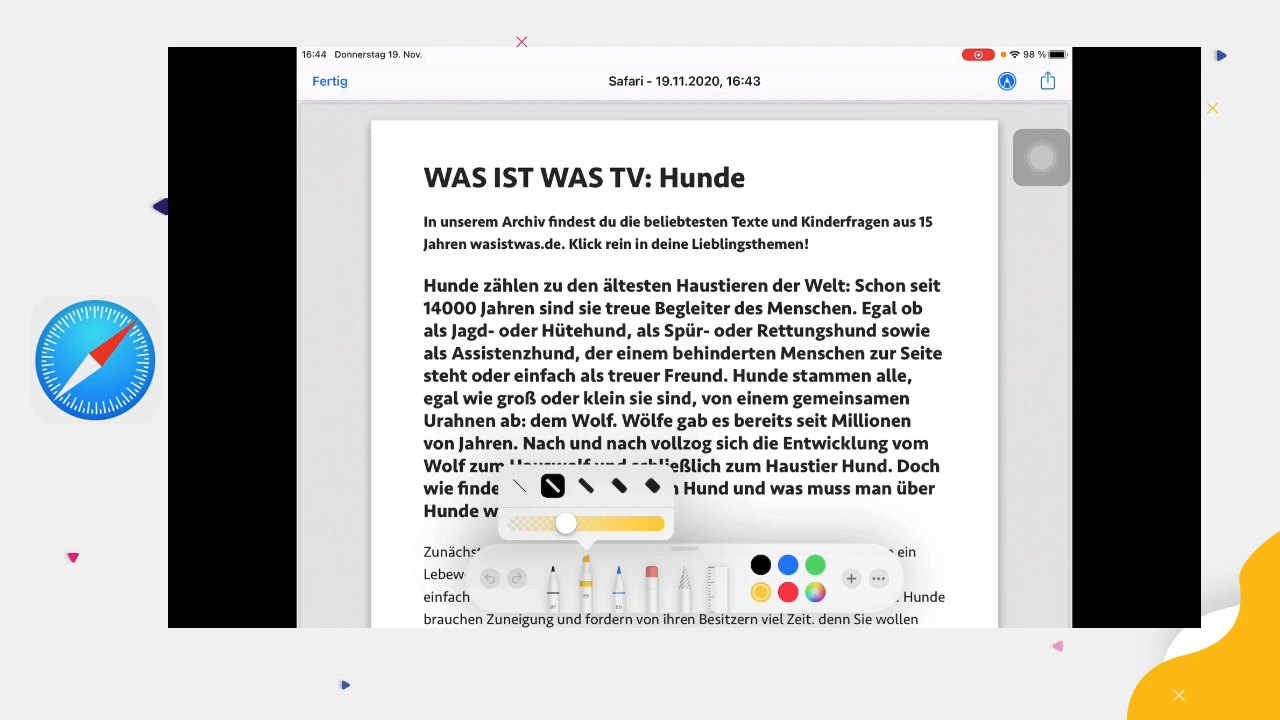 16:44 Donnerstag 19. Nov.
98 %
Fertig
Safari - 19.11.2020, 16:43
WAS IST WAS TV: Hunde
In unserem Archiv findest du die beliebtesten Texte und Kinderfragen aus 15
Jahren wasistwas.de. Klick rein in deine Lieblingsthemen!
Hunde zählen zu den ältesten Haustieren der Welt: Schon seit
14000 Jahren sind sie treue Begleiter des Menschen. Egal ob
als Jagd- oder Hütehund, als Spür- oder Rettungshund sowie
als Assistenzhund, der einem behinderten Menschen zur Seite
steht oder einfach als treuer Freund. Hunde stammen alle,
egal wie groß oder klein sie sind, von einem gemeinsamen
Urahnen ab: dem Wolf. Wölfe gab es bereits seit Millionen
von Jahren. Nach und nach vollzog sich die Entwicklung vom
Wolf zum Hauswolf und schließlich zum Haustier Hund. Doch
wie finde Hund und was muss man über
Hunde w
Zunächst ein
Lebew
einfach Hunde
brauchen Zuneigung und fordern von ihren Besitzern viel Zeit, denn Sie wollen